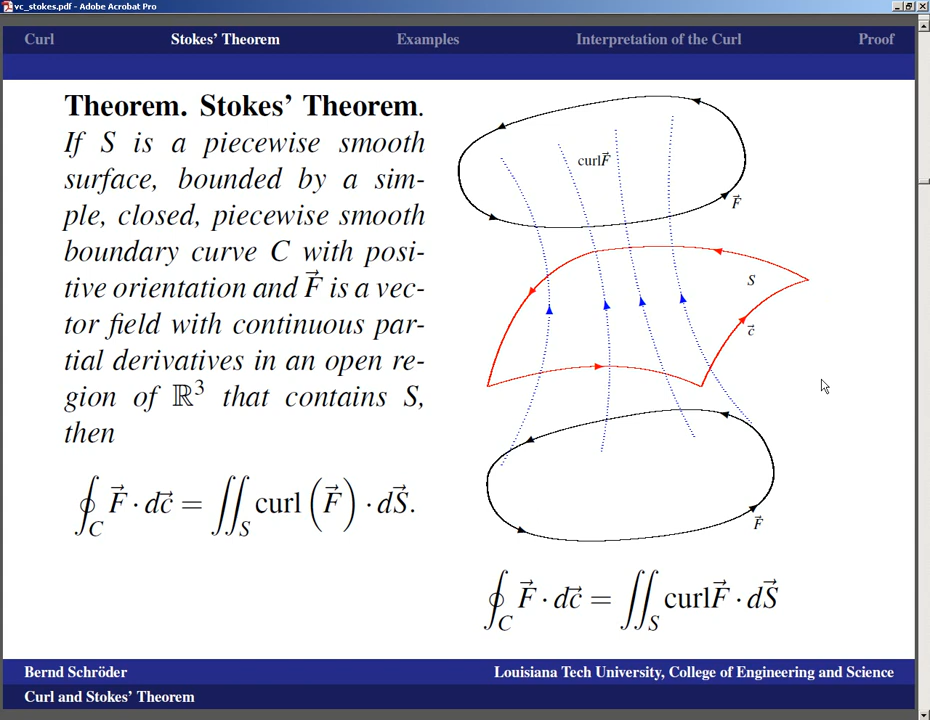 vc_stokes.pdf - Adobe Acrobat Pro
Curl Stokes' Theorem Examples Interpretation of the Curl Proof
Theorem. Stokes' Theorem.
If S is a piecewise smooth
surface, bounded by a sim-
ple, closed, piecewise smooth
boundary curve C with posi-
tive orientation and F⃗ is a vec-
tor field with continuous par-
tial derivatives in an open re-
gion of ℝ³ that contains S,
then
∮_C F⃗ · dc⃗ = ∬_S curl (F⃗) · dS⃗.
curlF⃗
F⃗
S
c⃗
F⃗
∮_C F⃗ · dc⃗ = ∬_S curlF⃗ · dS⃗
Bernd Schröder Louisiana Tech University, College of Engineering and Science
Curl and Stokes' Theorem